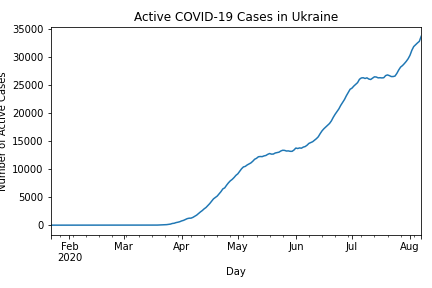 Active COVID-19 Cases in Ukraine
35000
30000
25000
20000
15000
10000
5000
0
Number of Active Cases
Feb Mar Apr May Jun Jul Aug
2020
Day